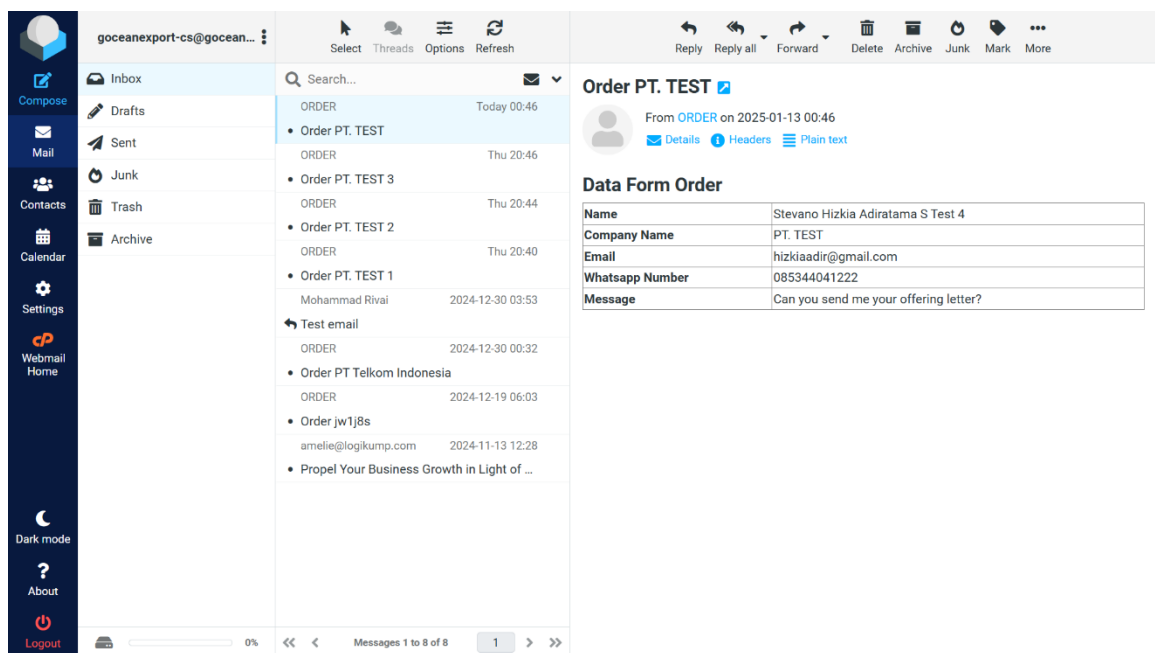 goceanexport-cs@gocean...
Select Threads Options Refresh
Reply Reply all Forward Delete Archive Junk Mark More
Compose
Mail
Contacts
Calendar
Settings
cP
Webmail
Home
Dark mode
About
Logout
Inbox
Drafts
Sent
Junk
Trash
Archive
0%
Search...
ORDER Today 00:46
• Order PT. TEST
ORDER Thu 20:46
• Order PT. TEST 3
ORDER Thu 20:44
• Order PT. TEST 2
ORDER Thu 20:40
• Order PT. TEST 1
Mohammad Rivai 2024-12-30 03:53
Test email
ORDER 2024-12-30 00:32
• Order PT Telkom Indonesia
ORDER 2024-12-19 06:03
• Order jw1j8s
amelie@logikump.com 2024-11-13 12:28
• Propel Your Business Growth in Light of ...
Messages 1 to 8 of 8 1
Order PT. TEST
From ORDER on 2025-01-13 00:46
Details Headers Plain text
Data Form Order
Name Stevano Hizkia Adiratama S Test 4
Company Name PT. TEST
Email hizkiaadir@gmail.com
Whatsapp Number 085344041222
Message Can you send me your offering letter?